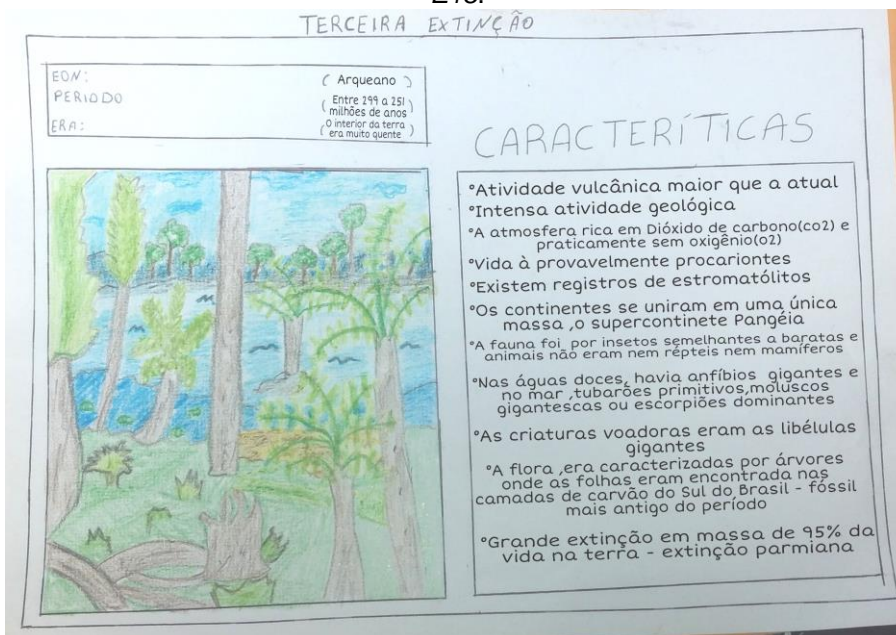 TERCEIRA EXTINÇÃO
EON:
( Arqueano )
PERIODO
( Entre 299 a 251
milhões de anos )
ERA:
( O interior da terra
era muito quente )
CARACTERÍTICAS
°Atividade vulcânica maior que a atual
°Intensa atividade geológica
°A atmosfera rica em Dióxido de carbono(co2) e
praticamente sem oxigênio(o2)
°Vida à provavelmente procariontes
°Existem registros de estromatólitos
°Os continentes se uniram em uma única
massa ,o supercontinete Pangéia
°A fauna foi por insetos semelhantes a baratas e
animais não eram nem répteis nem mamíferos
°Nas águas doces, havia anfíbios gigantes e
no mar ,tubarões primitivos,moluscos
gigantescas ou escorpiões dominantes
°As criaturas voadoras eram as libélulas
gigantes
°A flora ,era caracterizadas por árvores
onde as folhas eram encontrada nas
camadas de carvão do Sul do Brasil - fóssil
mais antigo do período
°Grande extinção em massa de 95% da
vida na terra - extinção parmiana